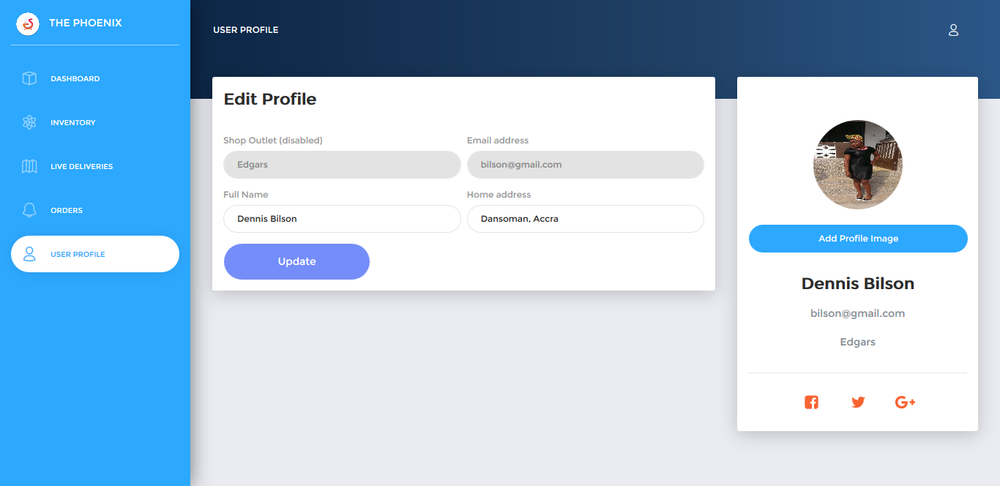 THE PHOENIX
DASHBOARD
INVENTORY
LIVE DELIVERIES
ORDERS
USER PROFILE
USER PROFILE
Edit Profile
Shop Outlet (disabled)
Email address
Edgars
bilson@gmail.com
Full Name
Home address
Dennis Bilson
Dansoman, Accra
Update
Add Profile Image
Dennis Bilson
bilson@gmail.com
Edgars
G+